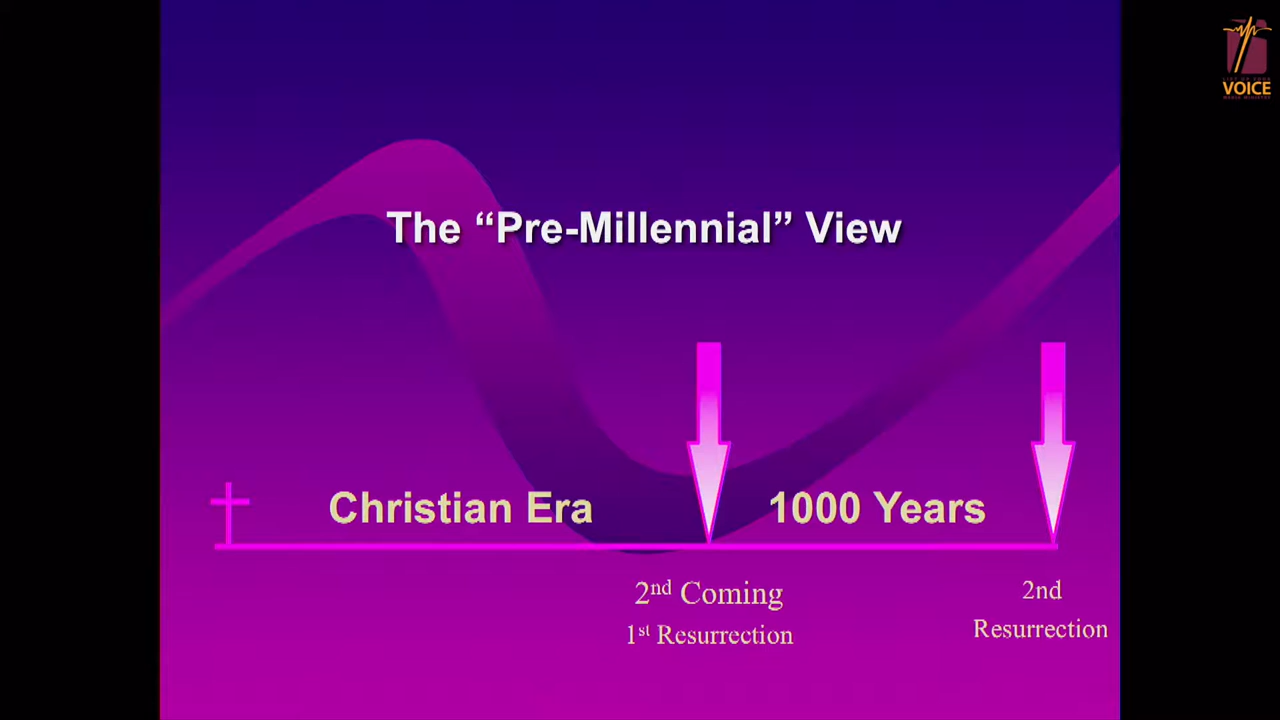 The “Pre-Millennial” View
Christian Era
1000 Years
2nd Coming
1st Resurrection
2nd
Resurrection
VOICE